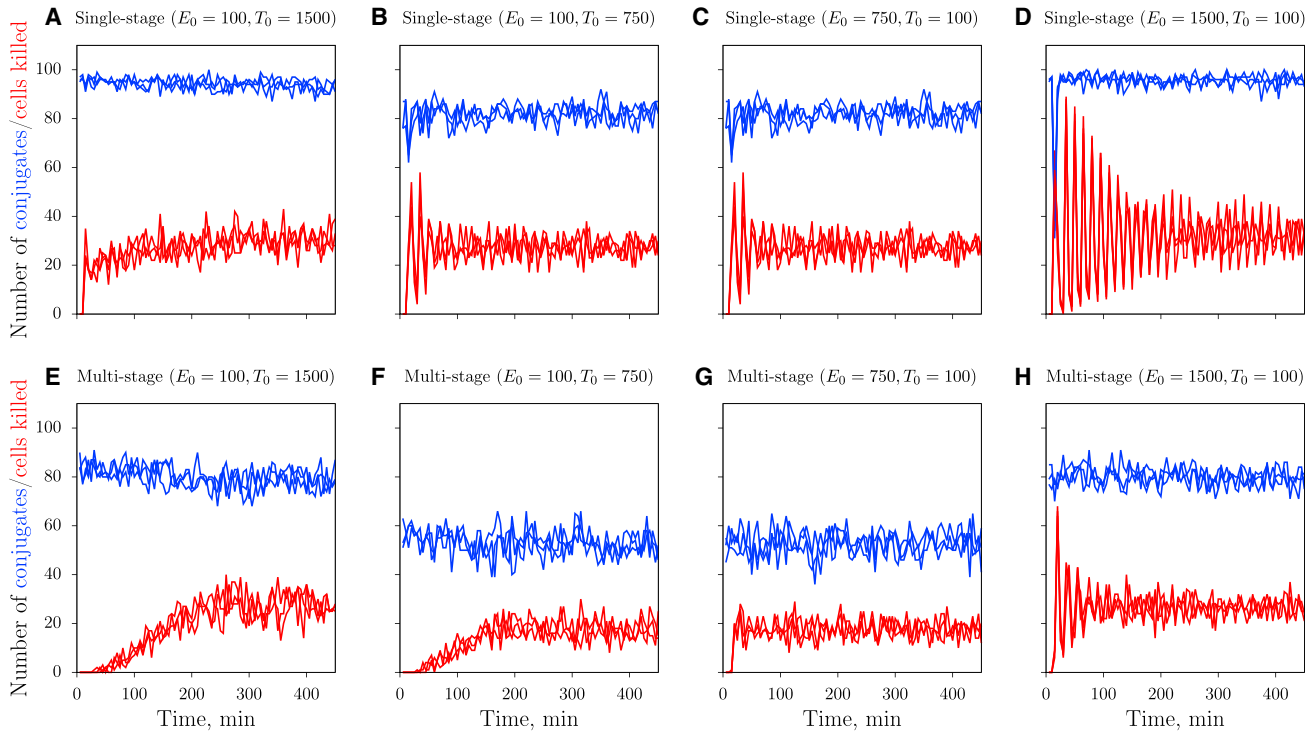 A Single-stage (E₀ = 100, T₀ = 1500)
B Single-stage (E₀ = 100, T₀ = 750)
C Single-stage (E₀ = 750, T₀ = 100)
D Single-stage (E₀ = 1500, T₀ = 100)
Number of conjugates/cells killed
100
80
60
40
20
0
E Multi-stage (E₀ = 100, T₀ = 1500)
F Multi-stage (E₀ = 100, T₀ = 750)
G Multi-stage (E₀ = 750, T₀ = 100)
H Multi-stage (E₀ = 1500, T₀ = 100)
Number of conjugates/cells killed
100
80
60
40
20
0
0 100 200 300 400
0 100 200 300 400
0 100 200 300 400
0 100 200 300 400
Time, min
Time, min
Time, min
Time, min